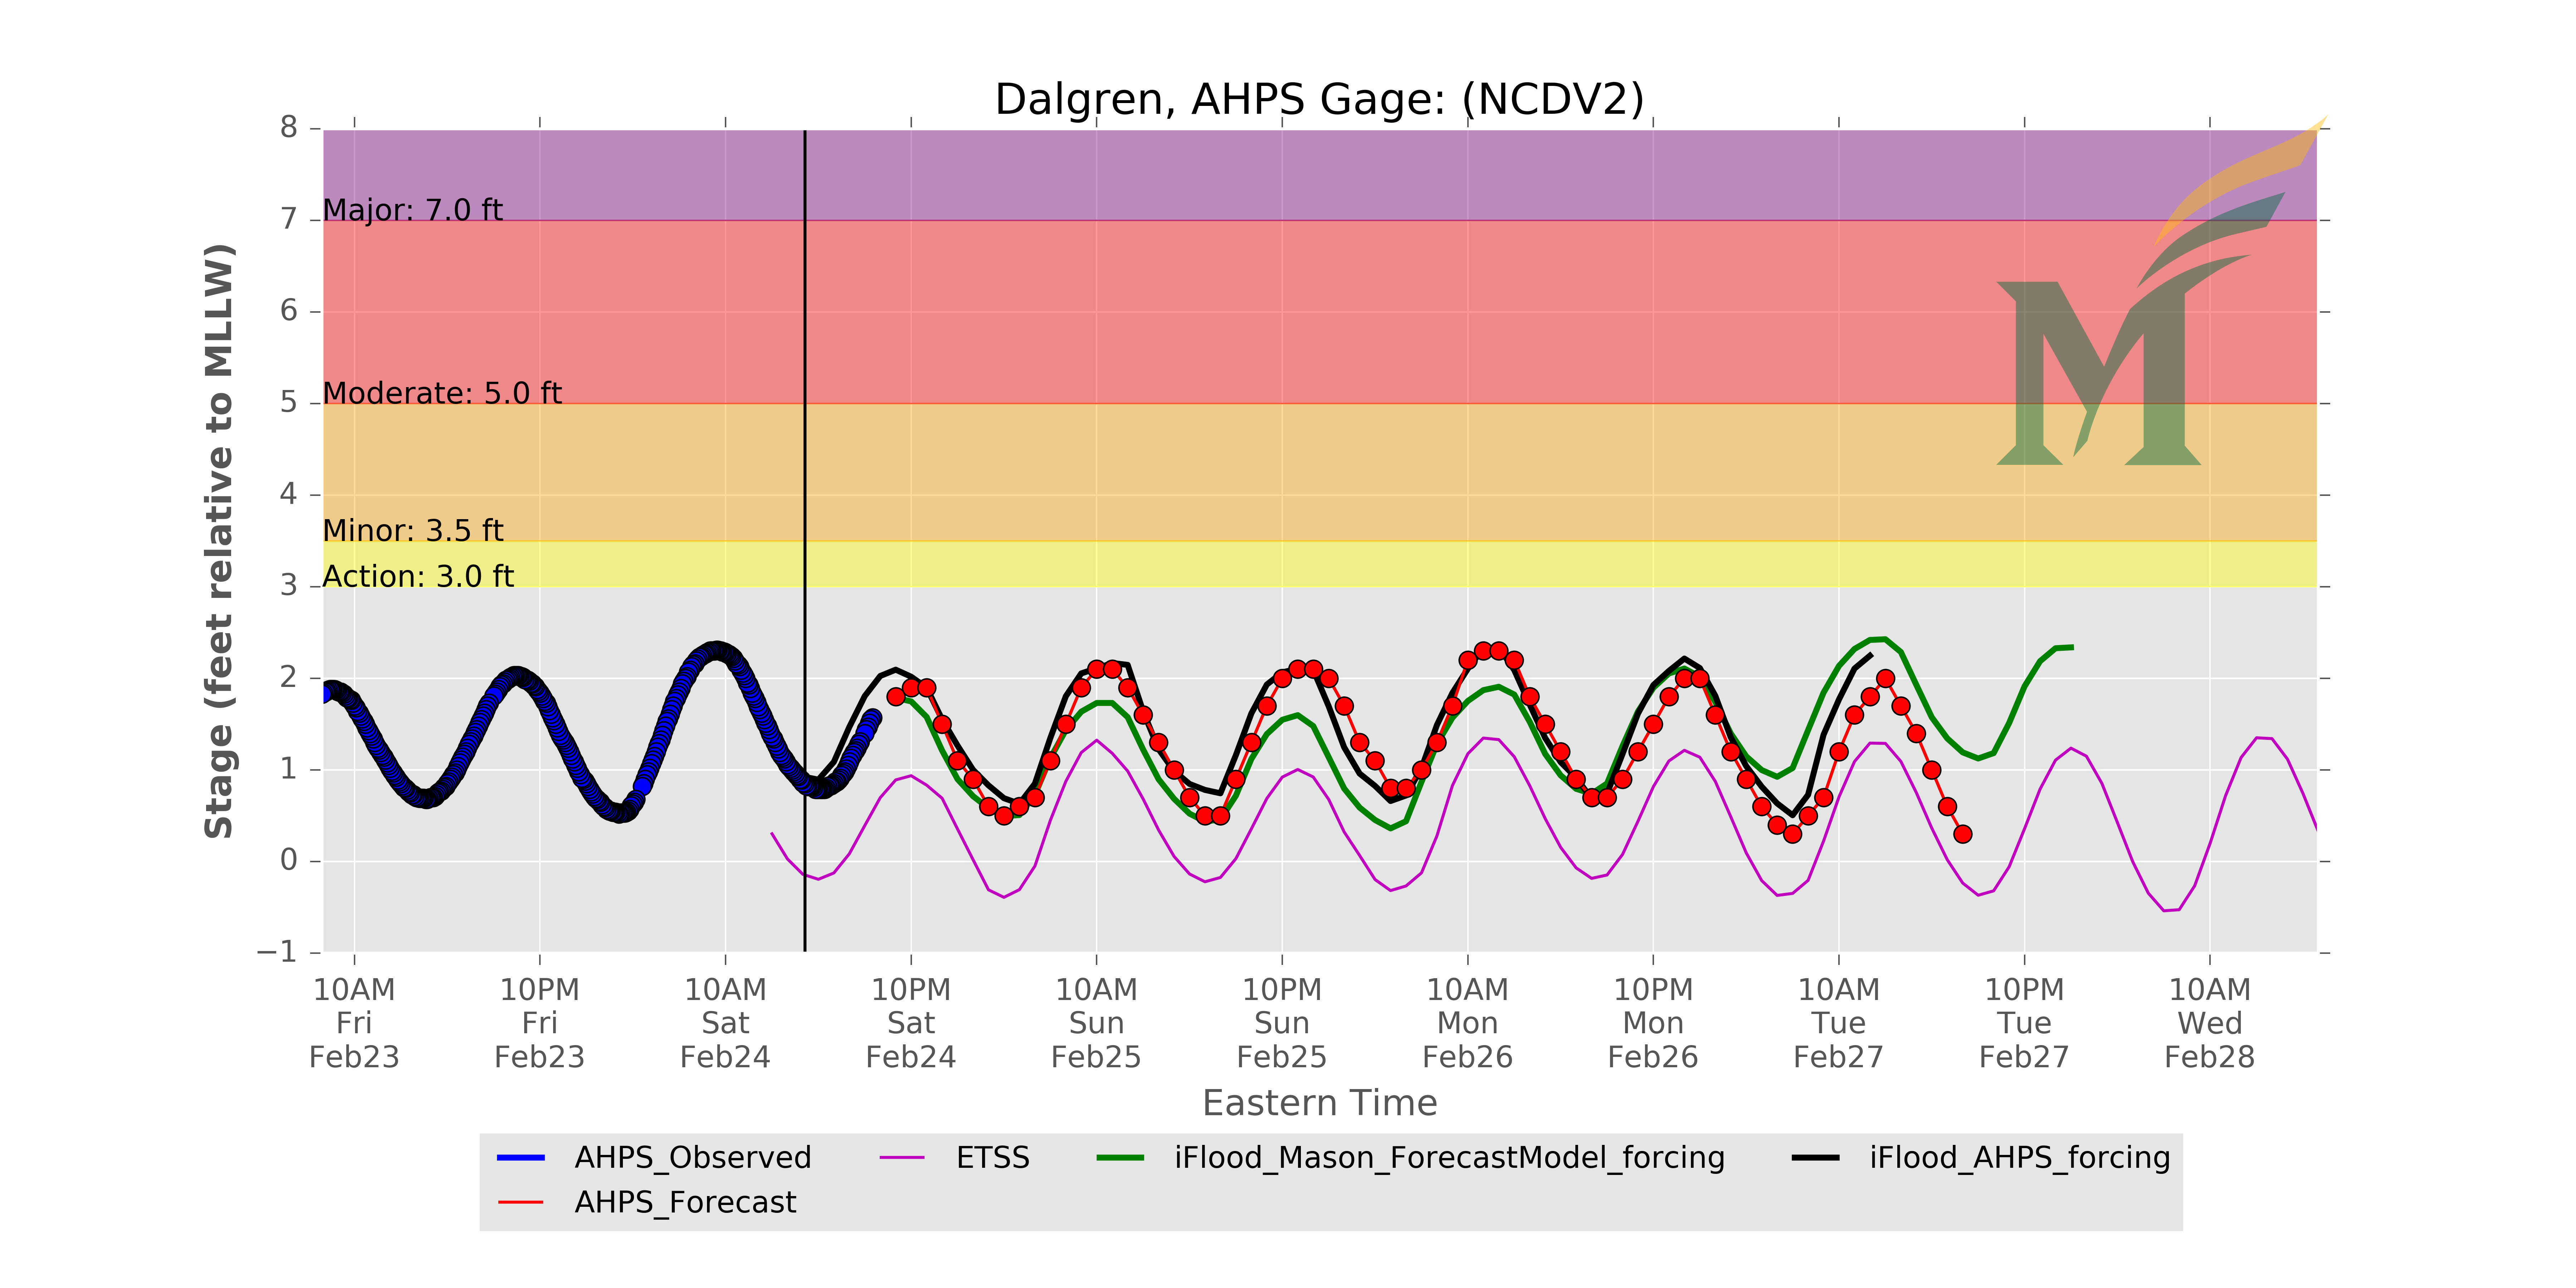 Dalgren, AHPS Gage: (NCDV2)
8
Major: 7.0 ft
7
6
Moderate: 5.0 ft
5
4
Minor: 3.5 ft
Action: 3.0 ft
3
2
1
0
−1
Stage (feet relative to MLLW)
10AM 10PM 10AM 10PM 10AM 10PM 10AM 10PM 10AM 10PM 10AM
Fri Fri Sat Sat Sun Sun Mon Mon Tue Tue Wed
Feb23 Feb23 Feb24 Feb24 Feb25 Feb25 Feb26 Feb26 Feb27 Feb27 Feb28
Eastern Time
AHPS_Observed ETSS iFlood_Mason_ForecastModel_forcing iFlood_AHPS_forcing
AHPS_Forecast
M